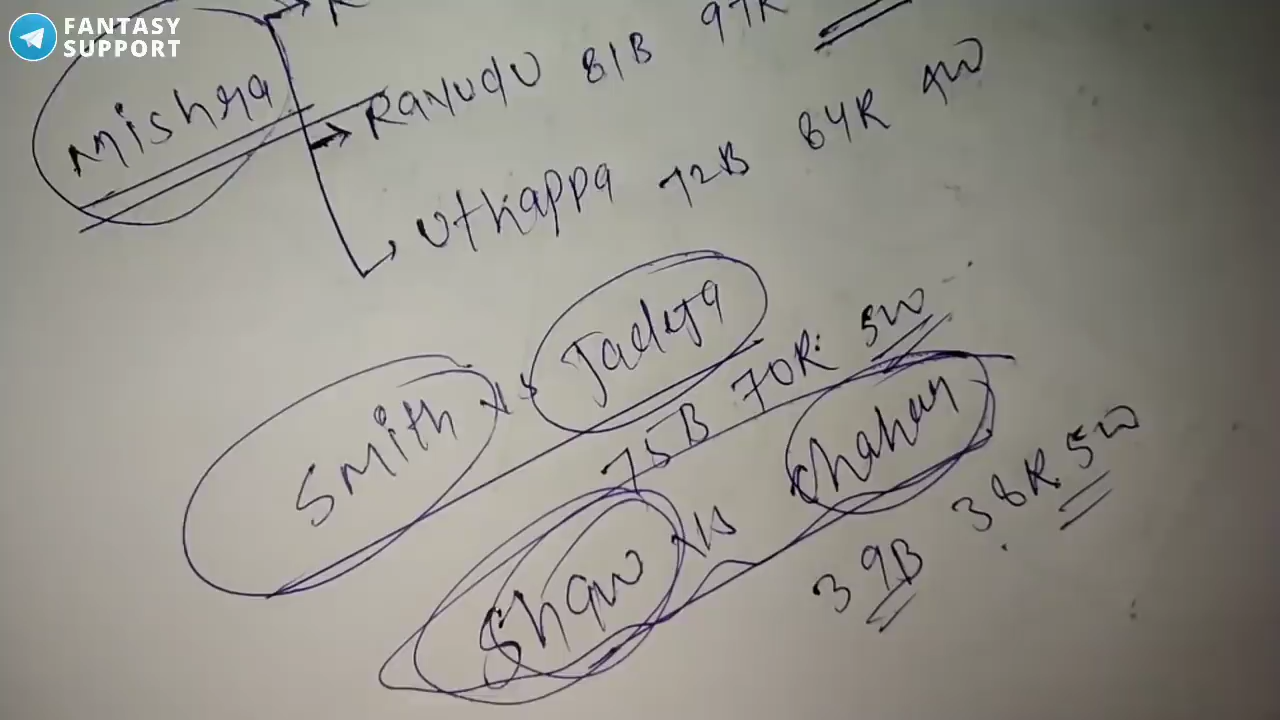 FANTASY
SUPPORT
Mishra
Rayudu 81B 97R
Uthappa 72B 84R 4W
Smith vs Jadeja
75B 70R 5W
Shaw vs Chahar
39B 38R 5W